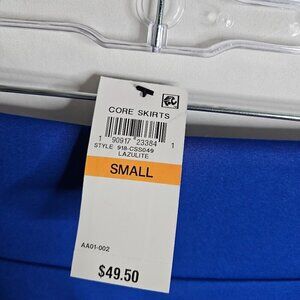 CORE SKIRTS
1 90917 23384 1
STYLE 918-CSS049
LAZULITE
SMALL
AA01-002
$49.50